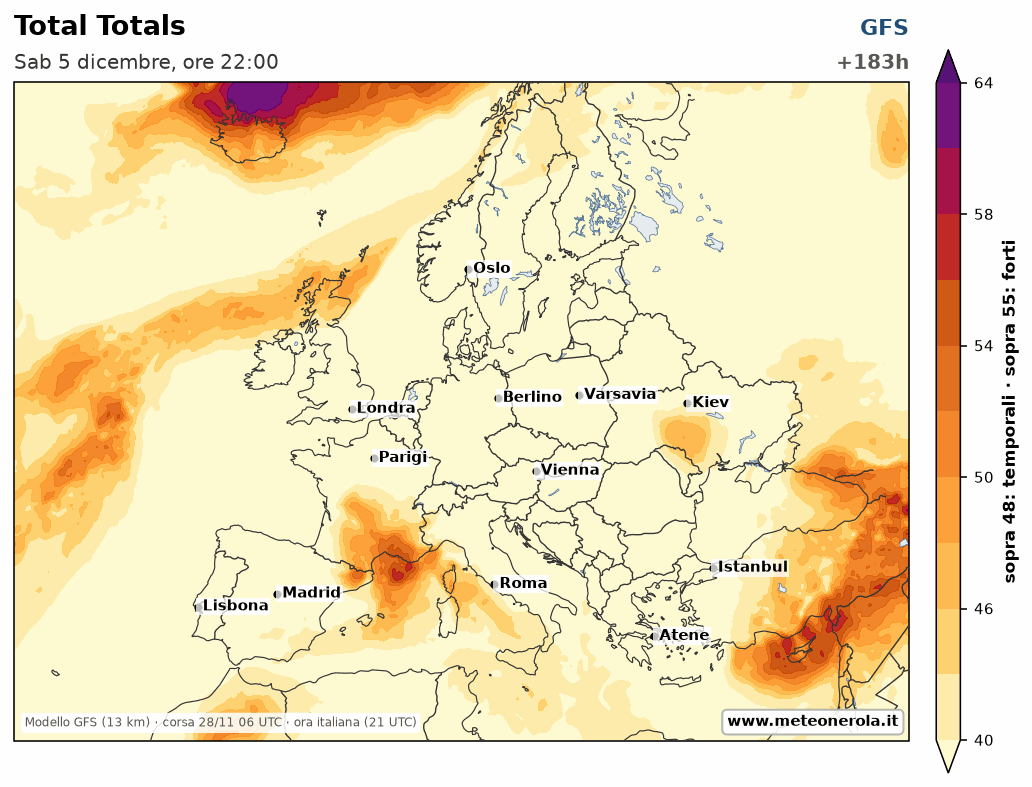 Total Totals
GFS
Sab 5 dicembre, ore 22:00
+183h
64
58
54
50
46
40
sopra 48: temporali · sopra 55: forti
Oslo
Berlino
Varsavia
Kiev
Londra
Parigi
Vienna
Istanbul
Roma
Madrid
Lisbona
Atene
Modello GFS (13 km) · corsa 28/11 06 UTC · ora italiana (21 UTC)
www.meteonerola.it